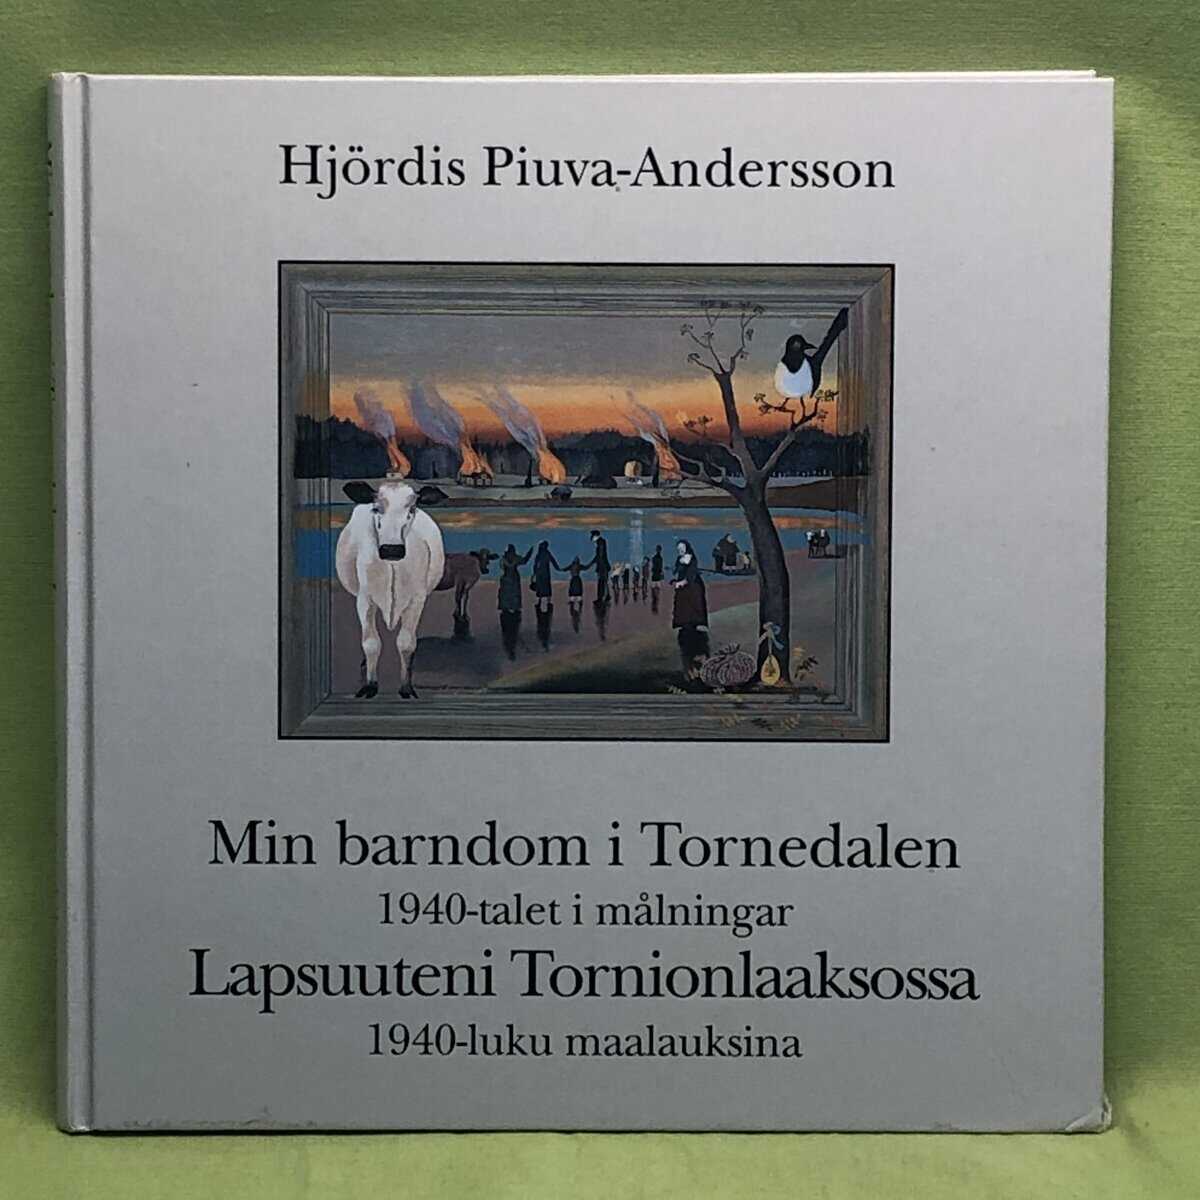 Hjördis Piuva-Andersson
Min barndom i Tornedalen
1940-talet i målningar
Lapsuuteni Tornionlaaksossa
1940-luku maalauksina